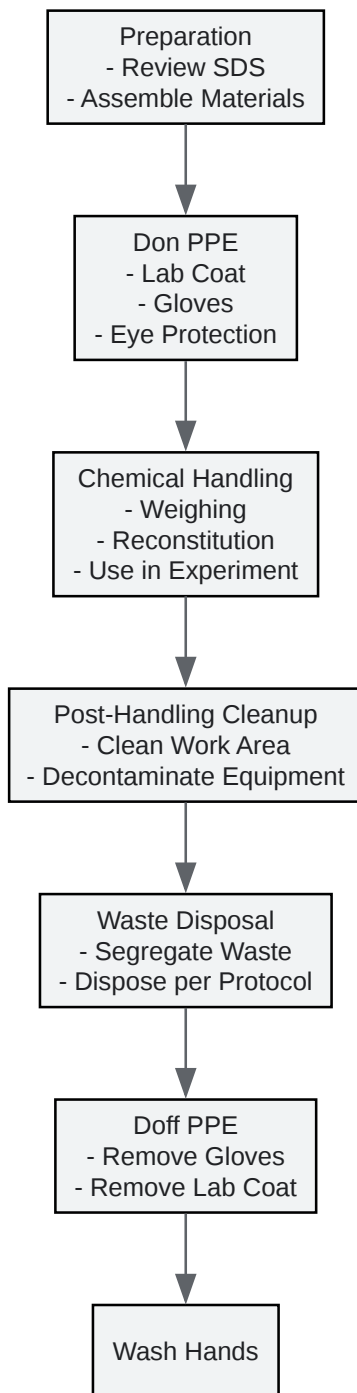 Preparation
- Review SDS
- Assemble Materials
Don PPE
- Lab Coat
- Gloves
- Eye Protection
Chemical Handling
- Weighing
- Reconstitution
- Use in Experiment
Post-Handling Cleanup
- Clean Work Area
- Decontaminate Equipment
Waste Disposal
- Segregate Waste
- Dispose per Protocol
Doff PPE
- Remove Gloves
- Remove Lab Coat
Wash Hands